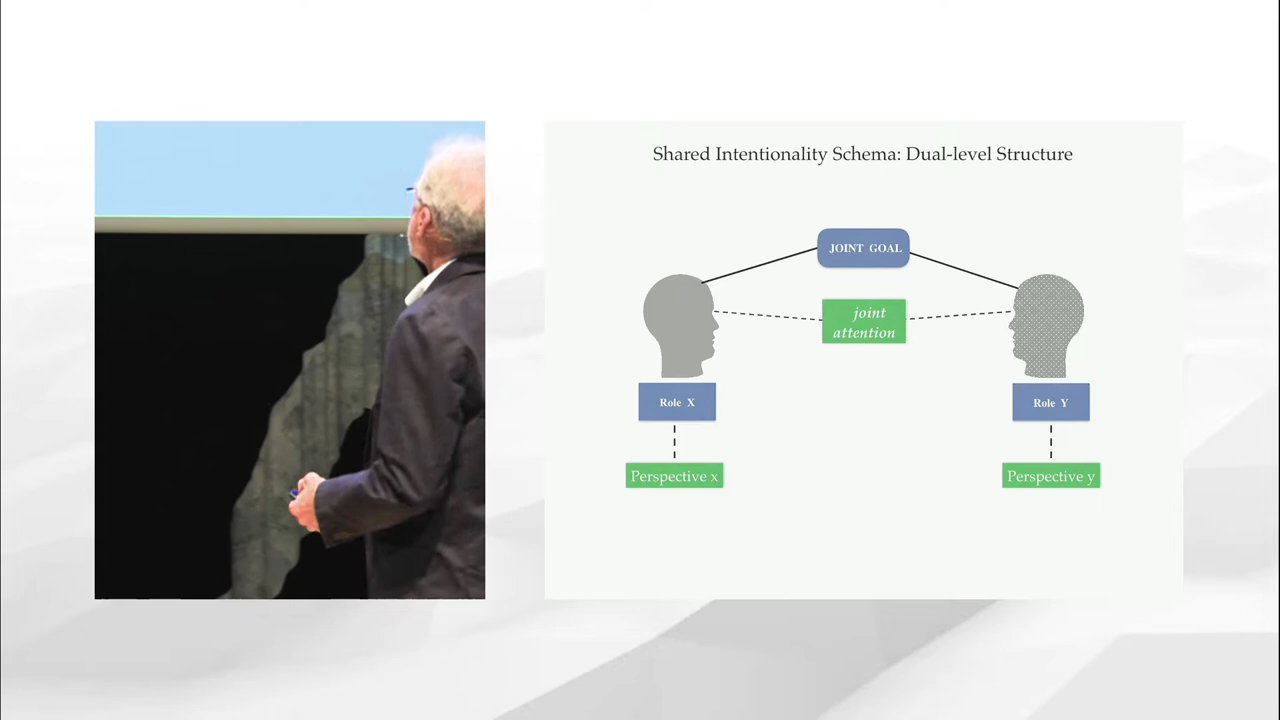 Shared Intentionality Schema: Dual-level Structure
JOINT GOAL
joint
attention
Role X
Role Y
Perspective x
Perspective y